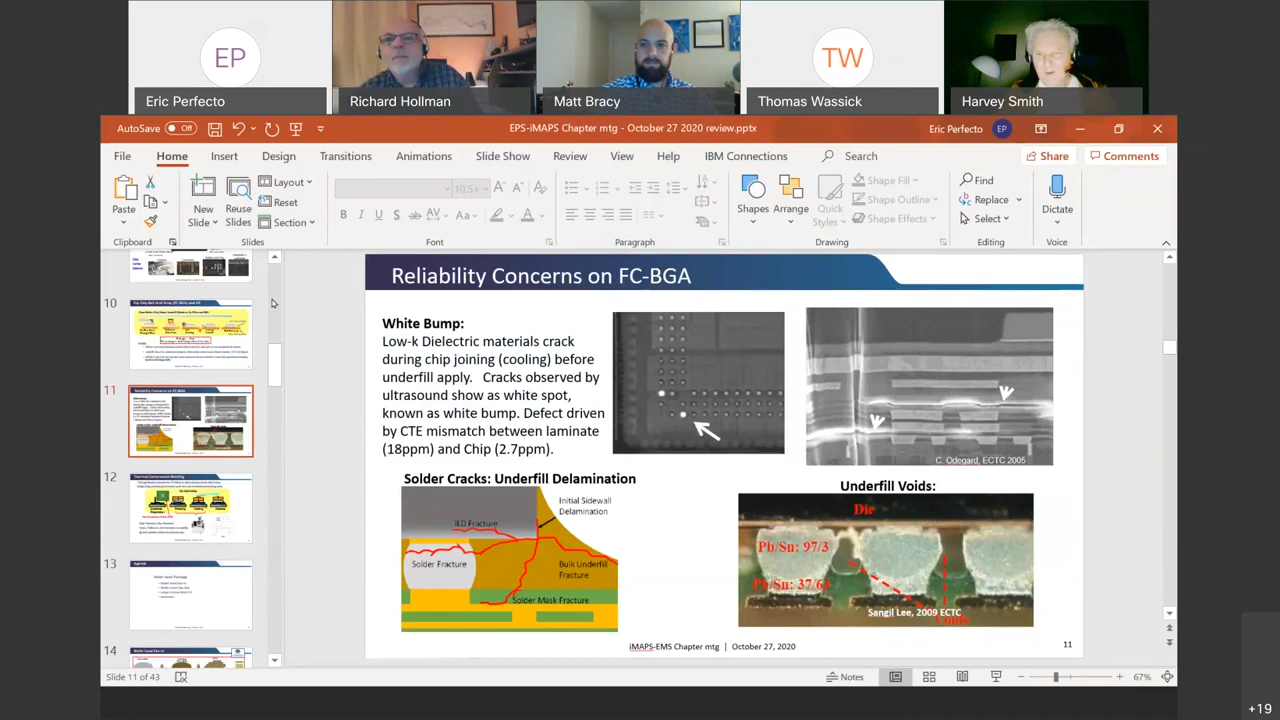 EP
TW
Eric Perfecto
Richard Hollman
Matt Bracy
Thomas Wassick
Harvey Smith
AutoSave Off
EPS-iMAPS Chapter mtg - October 27 2020 review.pptx
Eric Perfecto EP
File Home Insert Design Transitions Animations Slide Show Review View Help IBM Connections Search
Share Comments
Paste
New Slide
Reuse Slides
Layout
Reset
Section
10.5+
Aa
Shapes
Arrange
Quick Styles
Shape Fill
Shape Outline
Shape Effects
Find
Replace
Select
Dictate
Clipboard Slides Font Paragraph Drawing Editing Voice
10
11
12
13
14
Agenda
Reliability Concerns on FC-BGA
White Bump:
Low-k Dielectric materials crack
during chip joining (cooling) before
underfill apply. Cracks observed by
ultrasound shows white spot,
known as white bump. Defect driven
by CTE mismatch between laminate
(18ppm) and Chip (2.7ppm).
C. Odegard, ECTC 2005
Solder Cracks: Underfill Delamination
Initial Sidewall
Delamination
ILD Fracture
Solder Fracture
Bulk Underfill
Fracture
Solder Mask Fracture
Underfill Voids:
Die
Pb/Sn: 97/3
Pb/Sn: 37/63
Sangil Lee, 2009 ECTC
Voids
iMAPS-EMS Chapter mtg | October 27, 2020
11
Slide 11 of 43
Notes
67%
+19